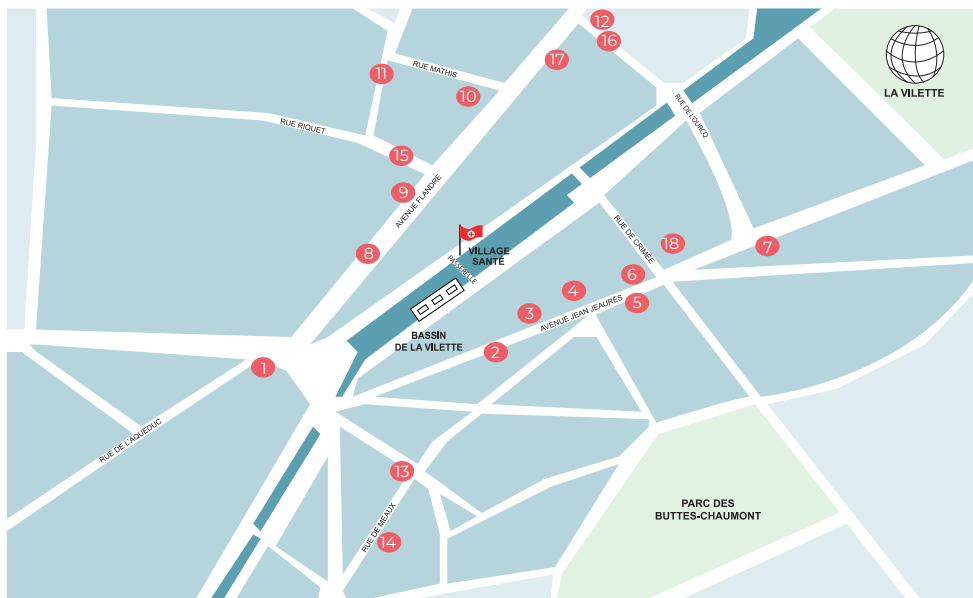 12
16
17
LA VILETTE
RUE MATHIS
11
10
RUE DE L'OURCQ
RUE RIQUET
15
9
AVENUE FLANDRE
8
VILLAGE
SANTÉ
PASSERELLE
RUE DE CRIMÉE
18
7
6
4
5
3
AVENUE JEAN JEAURÈS
BASSIN
DE LA VILETTE
2
1
RUE DE L'AQUEDUC
13
RUE DE MEAUX
14
PARC DES
BUTTES-CHAUMONT